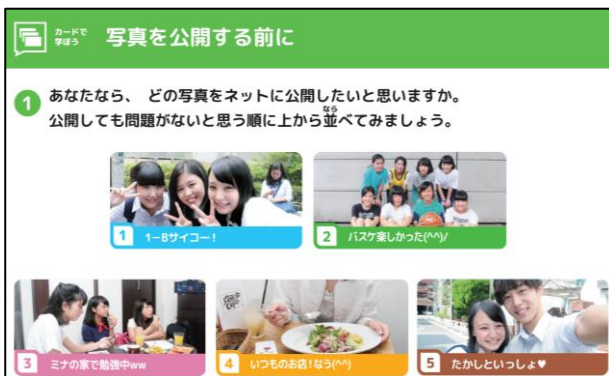 カードで
学ぼう
写真を公開する前に
1
あなたなら、 どの写真をネットに公開したいと思いますか。
公開しても問題がないと思う順に上から並べてみましょう。
なら
1 1-Bサイコー!
2 バスケ楽しかった(^^)/
3 ミナの家で勉強中ww
4 いつものお店!なう(^^)
5 たかしといっしょ♥